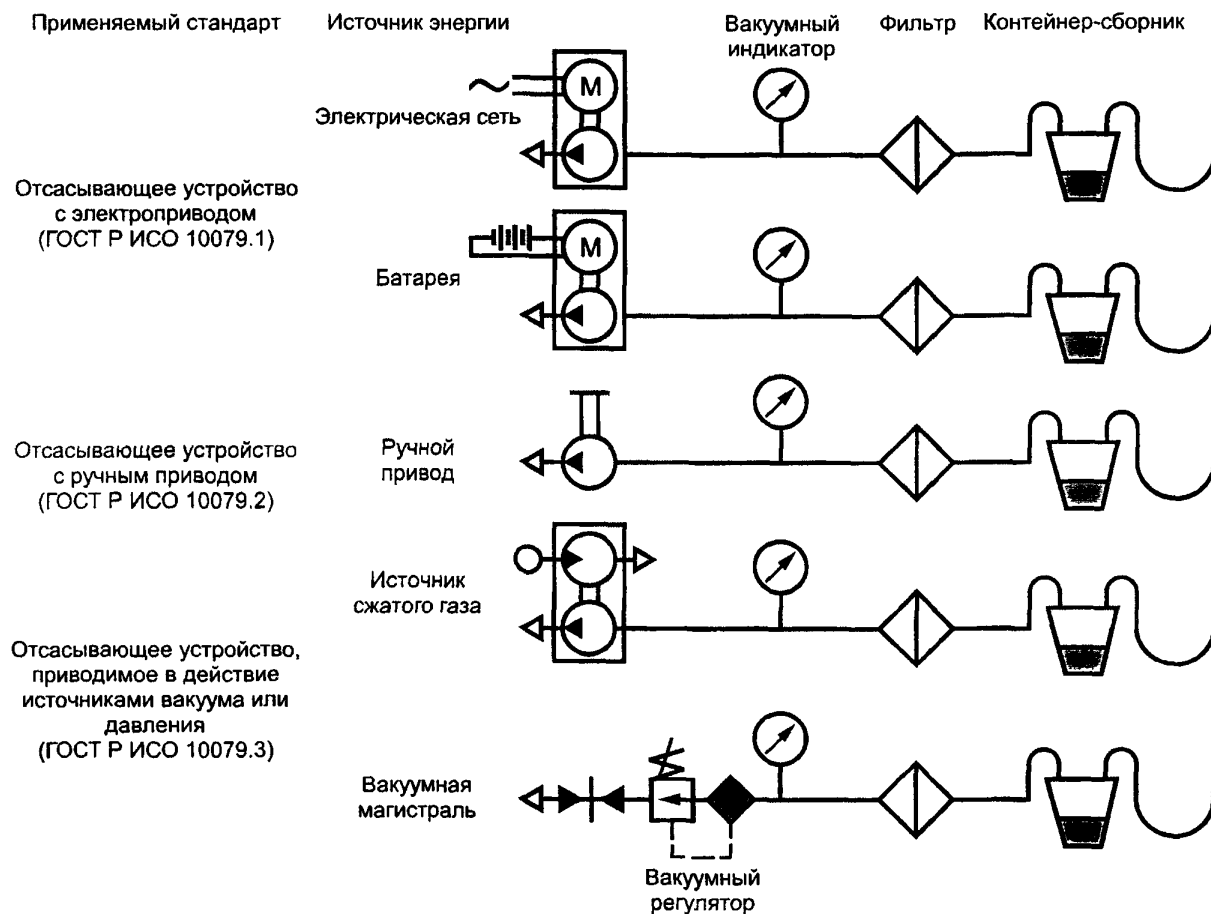 Применяемый стандарт
Источник энергии
Вакуумный
индикатор
Фильтр
Контейнер-сборник
M
Электрическая сеть
Отсасывающее устройство
с электроприводом
(ГОСТ Р ИСО 10079.1)
M
Батарея
Отсасывающее устройство
с ручным приводом
(ГОСТ Р ИСО 10079.2)
Ручной
привод
Источник
сжатого газа
Отсасывающее устройство,
приводимое в действие
источниками вакуума или
давления
(ГОСТ Р ИСО 10079.3)
Вакуумная
магистраль
Вакуумный
регулятор